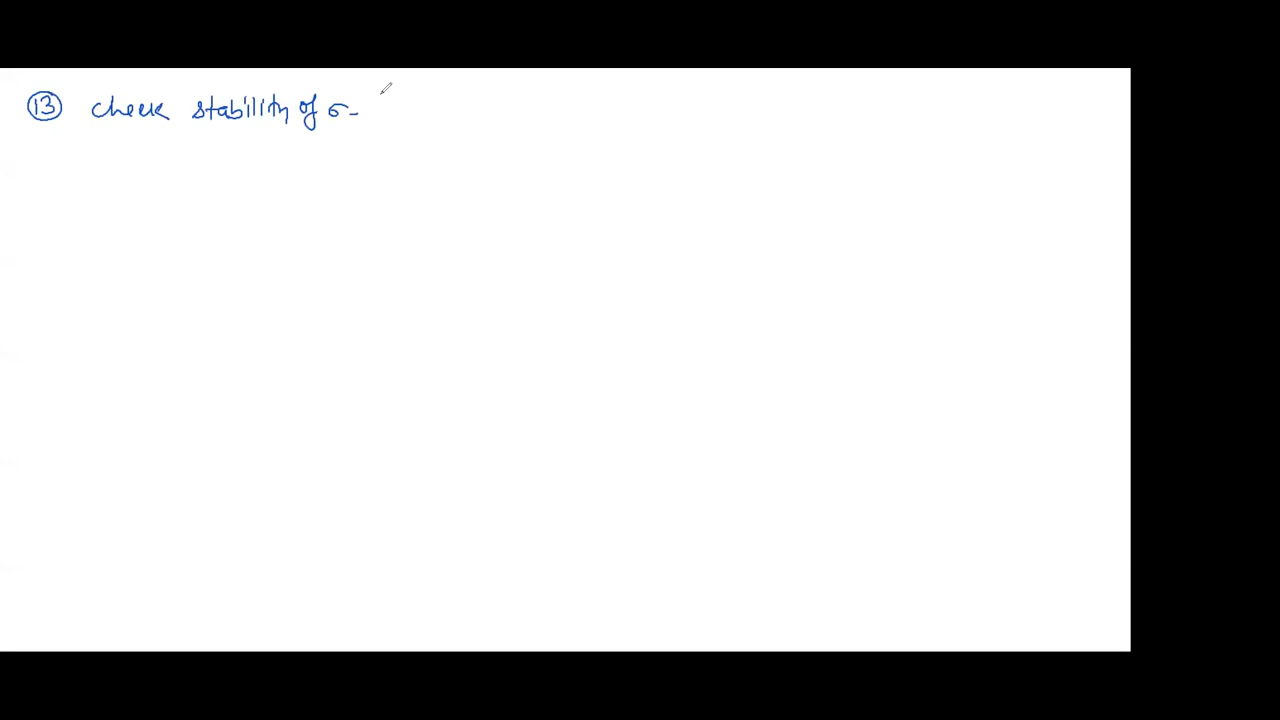 13 check stability of σ-